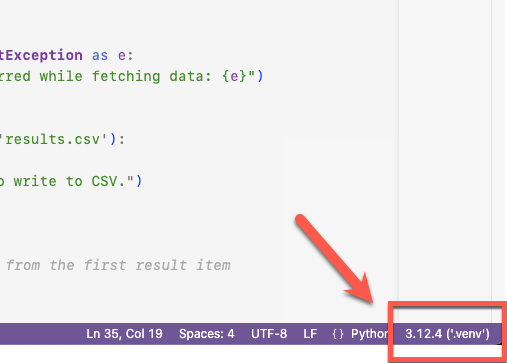 tException as e:
rred while fetching data: {e}")
'results.csv'):
o write to CSV.")
from the first result item
Ln 35, Col 19 Spaces: 4 UTF-8 LF {} Python 3.12.4 ('.venv')